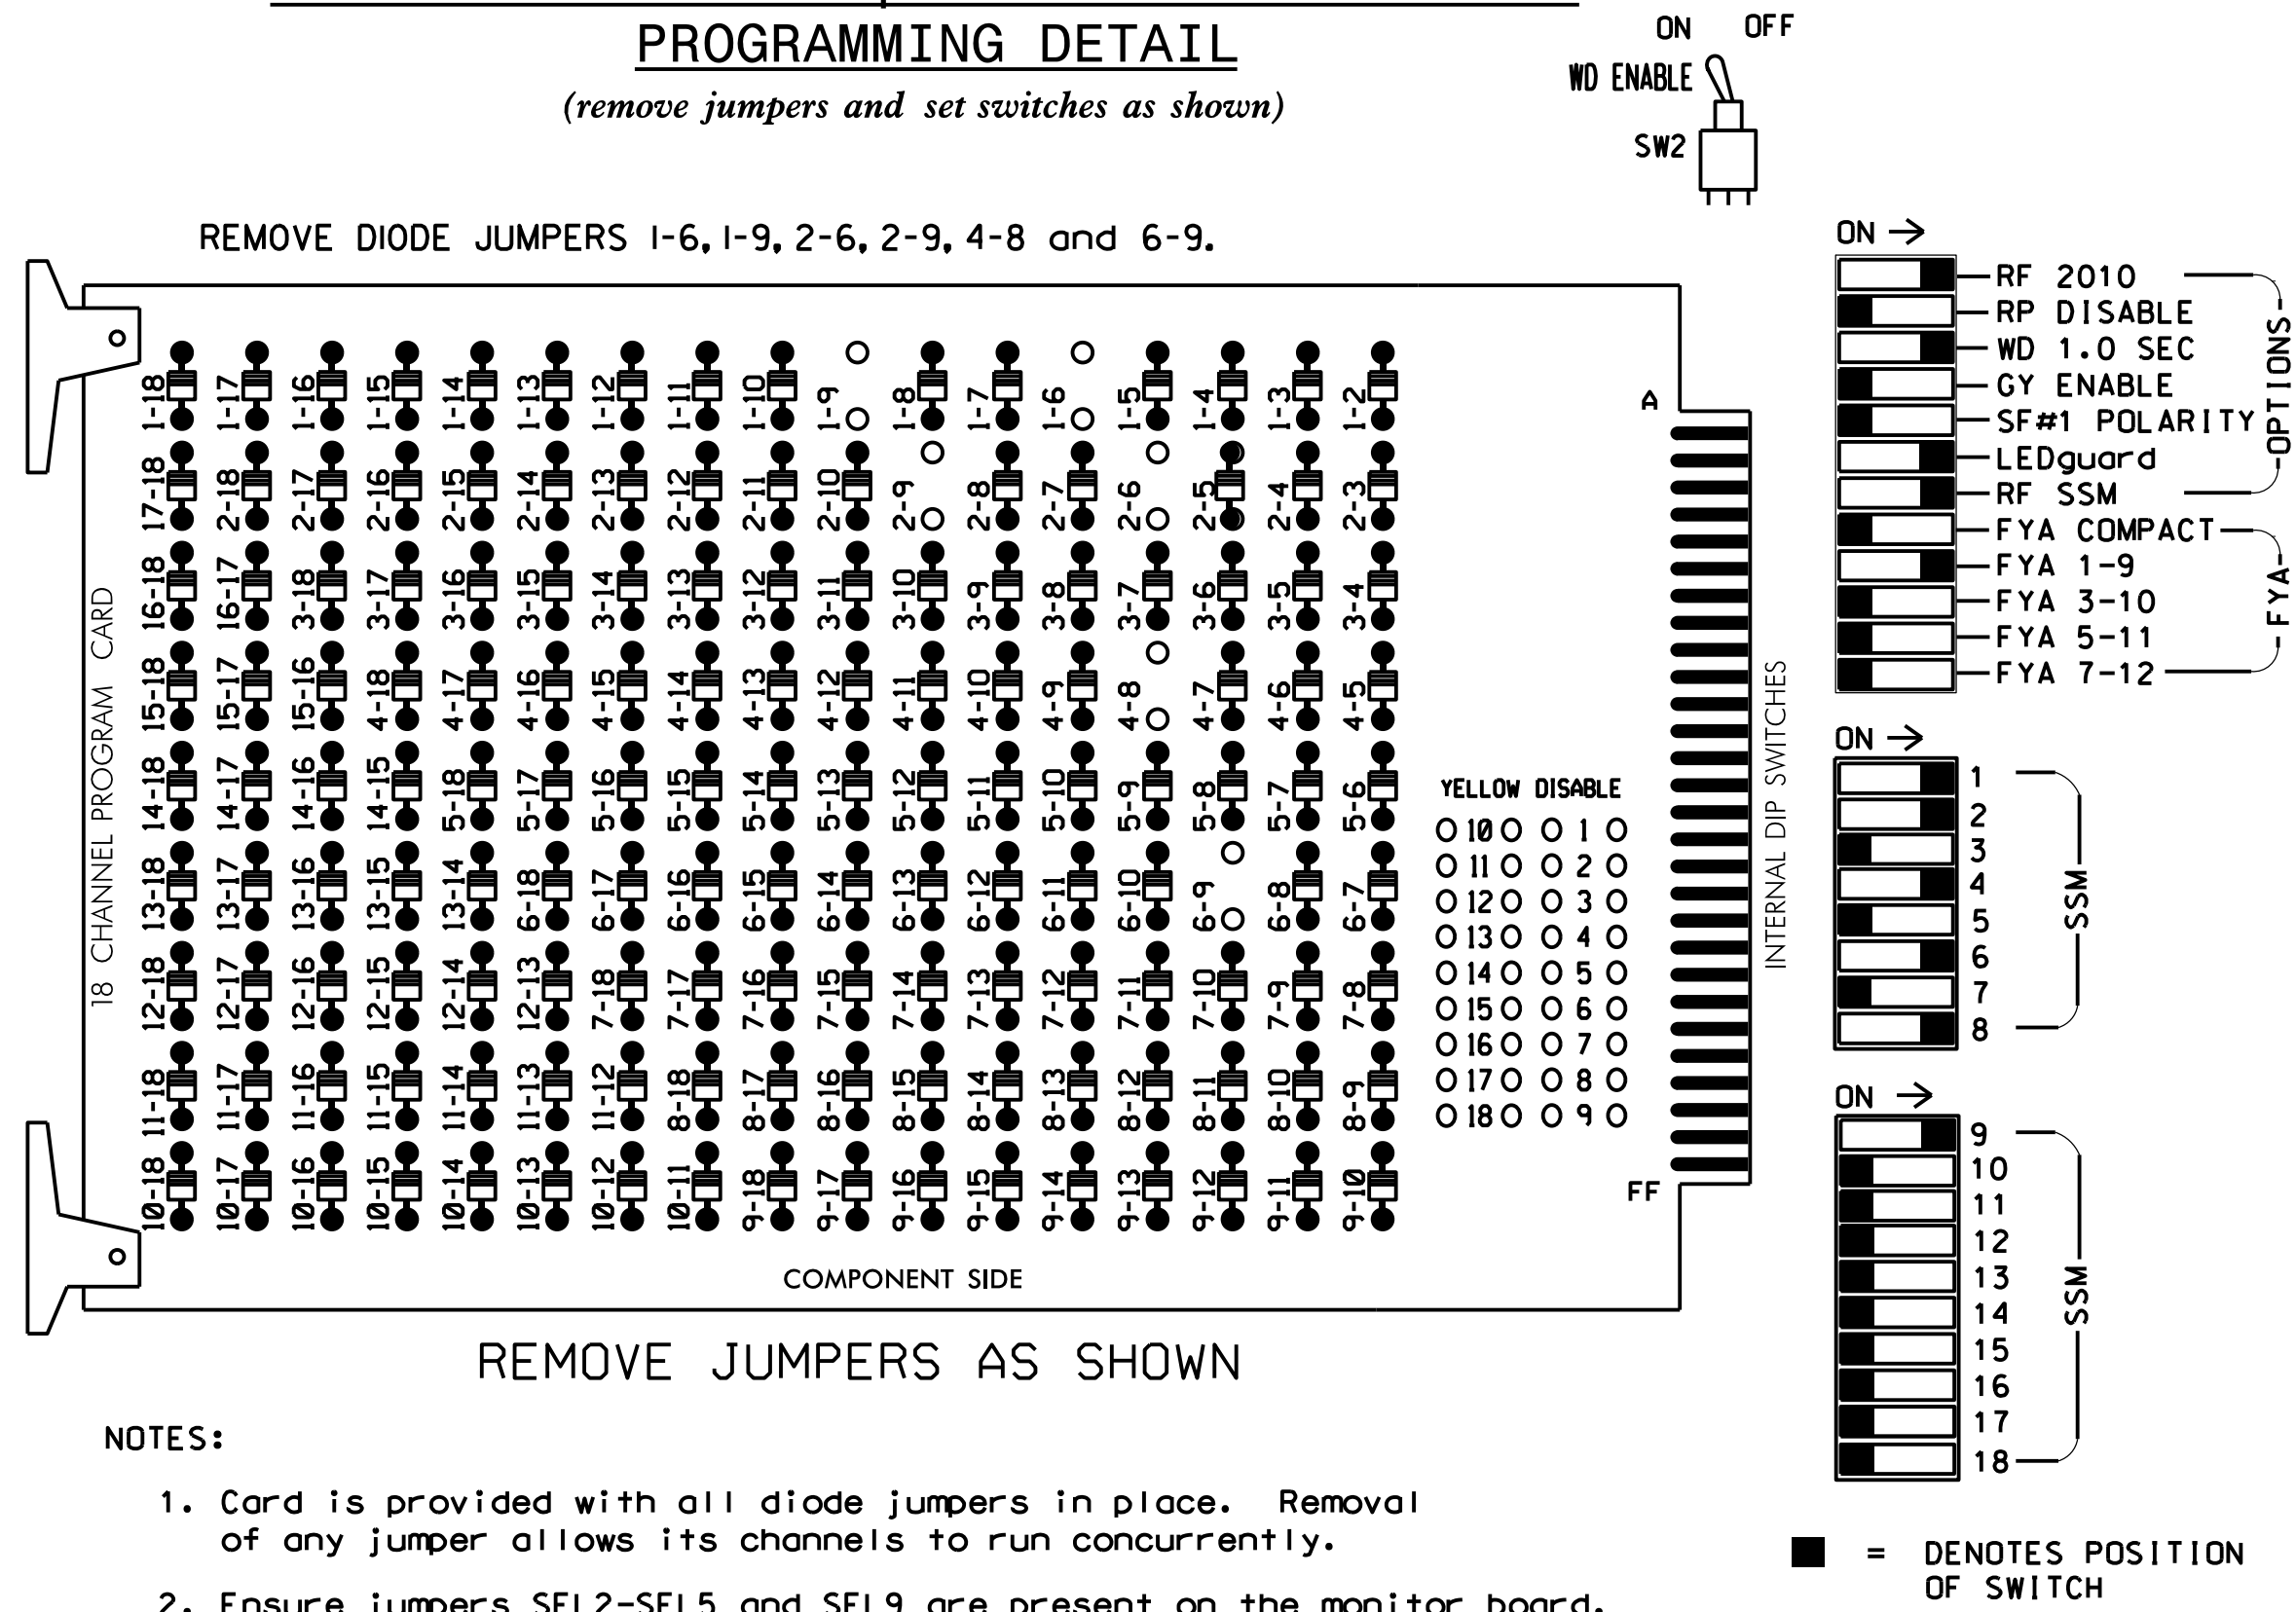 PROGRAMMING DETAIL
(remove jumpers and set switches as shown)
ON OFF
WD ENABLE
SW2
REMOVE DIODE JUMPERS 1-6, 1-9, 2-6, 2-9, 4-8 and 6-9.
18 CHANNEL PROGRAM CARD
1-18 1-17 1-16 1-15 1-14 1-13 1-12 1-11 1-10 1-9 1-8 1-7 1-6 1-5 1-4 1-3 1-2
17-18 2-18 2-17 2-16 2-15 2-14 2-13 2-12 2-11 2-10 2-9 2-8 2-7 2-6 2-5 2-4 2-3
16-18 16-17 3-18 3-17 3-16 3-15 3-14 3-13 3-12 3-11 3-10 3-9 3-8 3-7 3-6 3-5 3-4
15-18 15-17 15-16 4-18 4-17 4-16 4-15 4-14 4-13 4-12 4-11 4-10 4-9 4-8 4-7 4-6 4-5
14-18 14-17 14-16 14-15 5-18 5-17 5-16 5-15 5-14 5-13 5-12 5-11 5-10 5-9 5-8 5-7 5-6
13-18 13-17 13-16 13-15 13-14 6-18 6-17 6-16 6-15 6-14 6-13 6-12 6-11 6-10 6-9 6-8 6-7
12-18 12-17 12-16 12-15 12-14 12-13 7-18 7-17 7-16 7-15 7-14 7-13 7-12 7-11 7-10 7-9 7-8
11-18 11-17 11-16 11-15 11-14 11-13 11-12 8-18 8-17 8-16 8-15 8-14 8-13 8-12 8-11 8-10 8-9
10-18 10-17 10-16 10-15 10-14 10-13 10-12 10-11 9-18 9-17 9-16 9-15 9-14 9-13 9-12 9-11 9-10
A
YELLOW DISABLE
10 1
11 2
12 3
13 4
14 5
15 6
16 7
17 8
18 9
FF
COMPONENT SIDE
INTERNAL DIP SWITCHES
ON
RF 2010
RP DISABLE
WD 1.0 SEC
GY ENABLE
SF#1 POLARITY
LEDguard
RF SSM
OPTIONS
FYA COMPACT
FYA 1-9
FYA 3-10
FYA 5-11
FYA 7-12
FYA
ON
1
2
3
4
5
6
7
8
SSM
ON
9
10
11
12
13
14
15
16
17
18
SSM
REMOVE JUMPERS AS SHOWN
NOTES:
1. Card is provided with all diode jumpers in place. Removal
of any jumper allows its channels to run concurrently.
2. Ensure jumpers SEL2-SEL5 and SEL9 are present on the monitor board.
= DENOTES POSITION
OF SWITCH